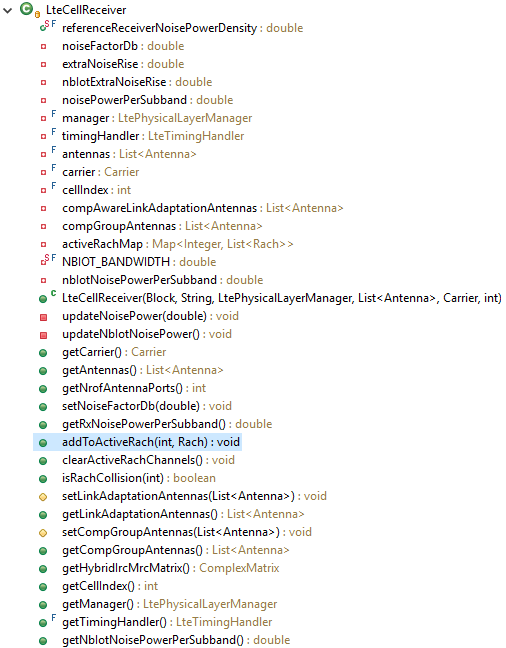 LteCellReceiver
S F referenceReceiverNoisePowerDensity : double
noiseFactorDb : double
extraNoiseRise : double
nbIotExtraNoiseRise : double
noisePowerPerSubband : double
F manager : LtePhysicalLayerManager
F timingHandler : LteTimingHandler
F antennas : List<Antenna>
F carrier : Carrier
F cellIndex : int
compAwareLinkAdaptationAntennas : List<Antenna>
compGroupAntennas : List<Antenna>
activeRachMap : Map<Integer, List<Rach>>
S F NBIOT_BANDWIDTH : double
nbIotNoisePowerPerSubband : double
C LteCellReceiver(Block, String, LtePhysicalLayerManager, List<Antenna>, Carrier, int)
updateNoisePower(double) : void
updateNbIotNoisePower() : void
getCarrier() : Carrier
getAntennas() : List<Antenna>
getNrofAntennaPorts() : int
setNoiseFactorDb(double) : void
getRxNoisePowerPerSubband() : double
addToActiveRach(int, Rach) : void
clearActiveRachChannels() : void
isRachCollision(int) : boolean
setLinkAdaptationAntennas(List<Antenna>) : void
getLinkAdaptationAntennas() : List<Antenna>
setCompGroupAntennas(List<Antenna>) : void
getCompGroupAntennas() : List<Antenna>
getHybridIrcMrcMatrix() : ComplexMatrix
getCellIndex() : int
getManager() : LtePhysicalLayerManager
F getTimingHandler() : LteTimingHandler
getNbIotNoisePowerPerSubband() : double